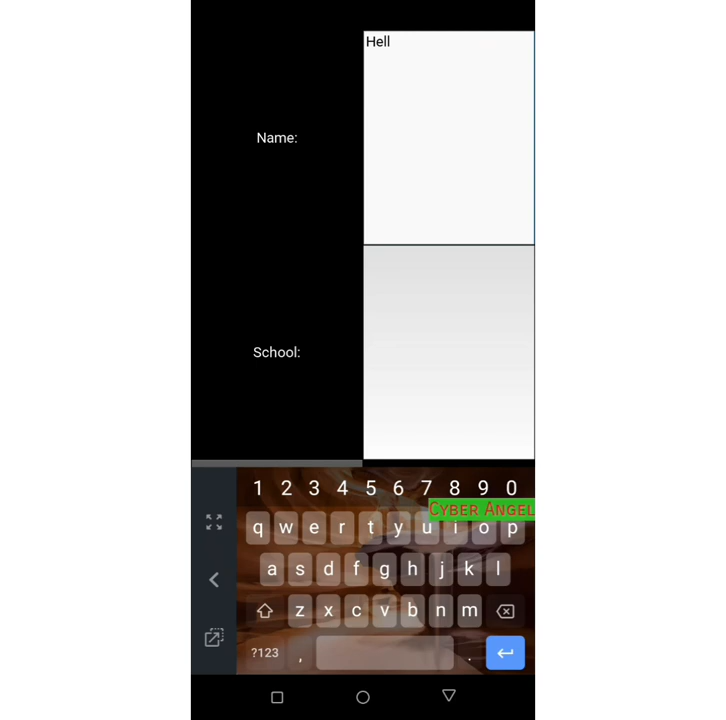 Hell
Name:
School:
1 2 3 4 5 6 7 8 9 0
CYBER ANGEL
q w e r t y u i o p
a s d f g h j k l
z x c v b n m
?123 , .